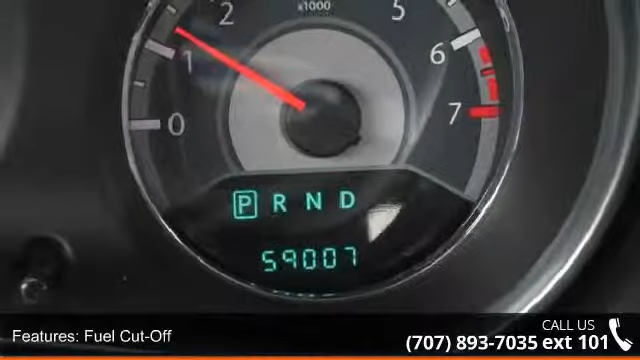 x1000
2
5
1
6
0
7
P R N D
59007
Features: Fuel Cut-Off
CALL US
(707) 893-7035 ext 101